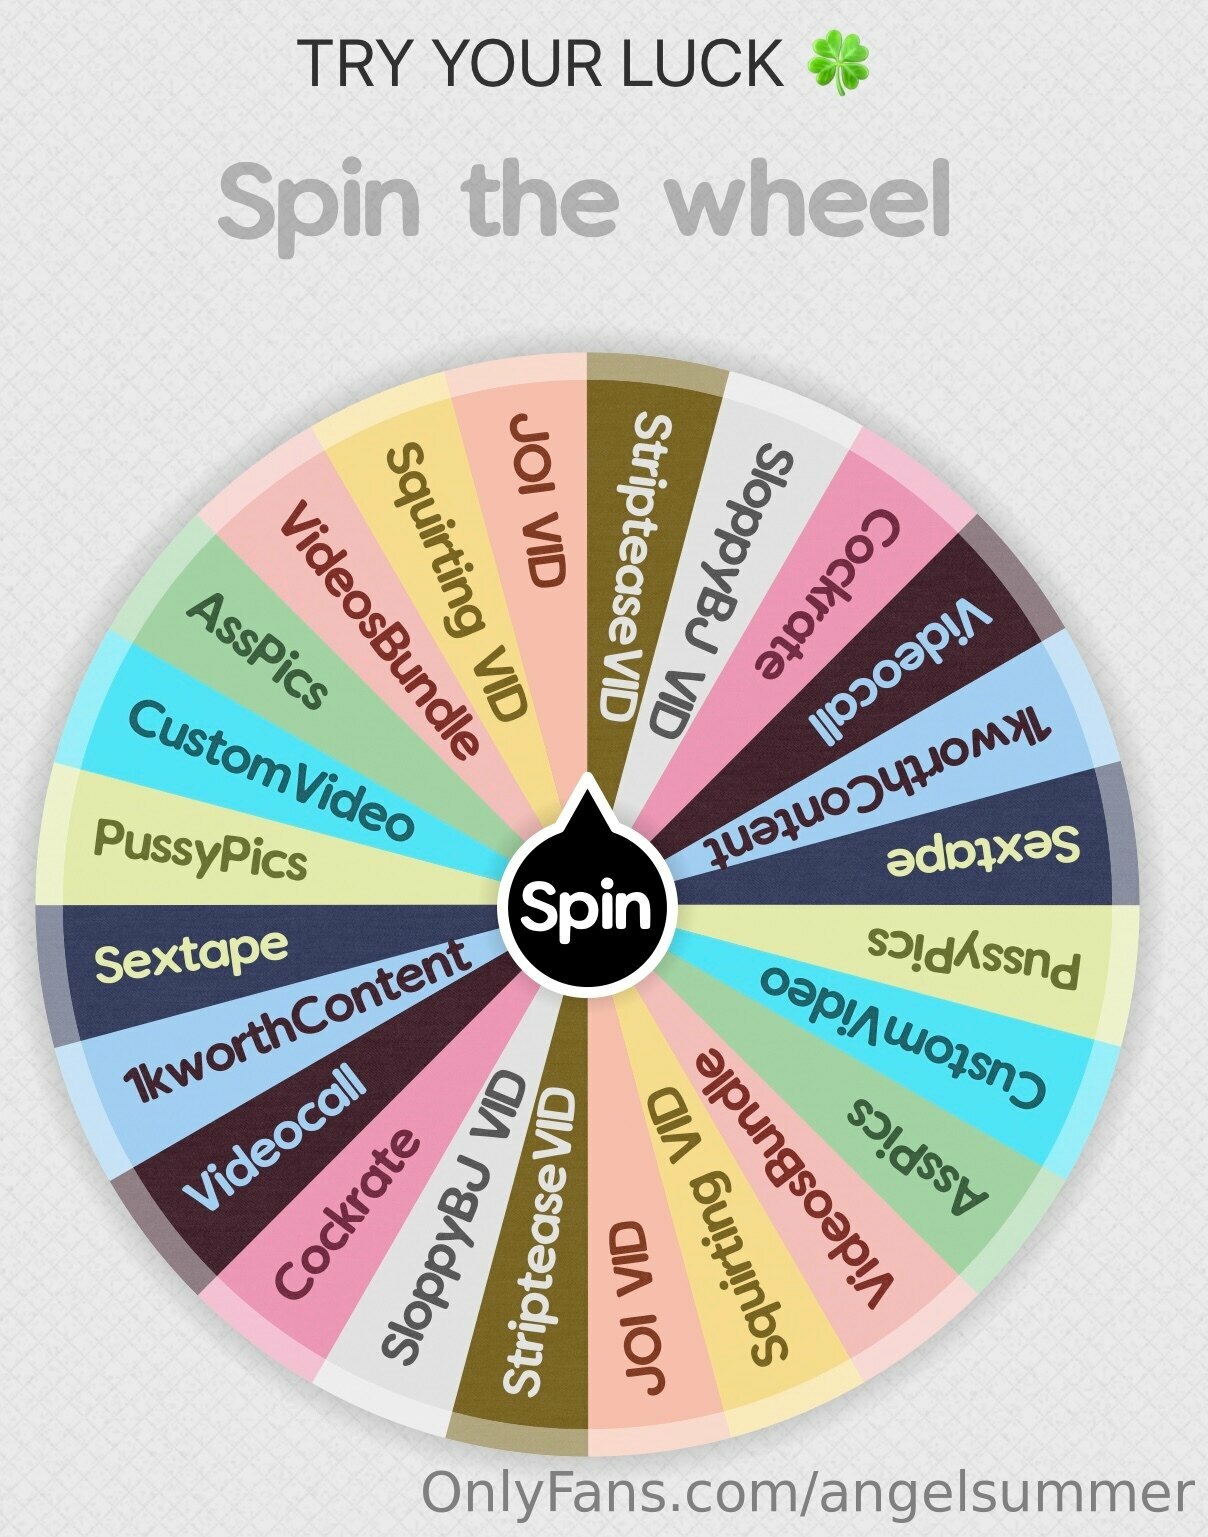 TRY YOUR LUCK 🍀
Spin the wheel
StripteaseVID
SloppyBJ VID
Cockrate
Videocall
1kworthContent
Sextape
PussyPics
CustomVideo
AssPics
VideosBundle
Squirting VID
JOI VID
StripteaseVID
SloppyBJ VID
Cockrate
Videocall
1kworthContent
Sextape
PussyPics
CustomVideo
AssPics
VideosBundle
Squirting VID
JOI VID
Spin
OnlyFans.com/angelsummer